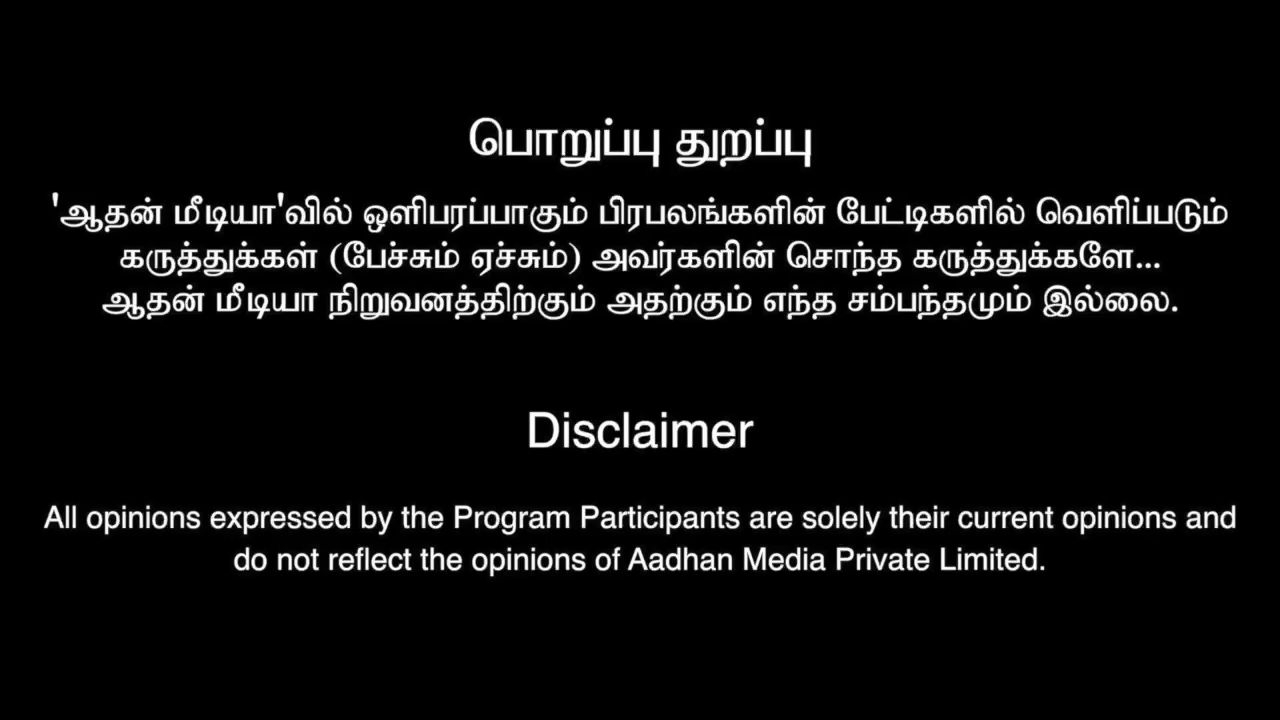 பொறுப்பு துறப்பு
'ஆதன் மீடியா'வில் ஒளிபரப்பாகும் பிரபலங்களின் பேட்டிகளில் வெளிப்படும்
கருத்துக்கள் (பேச்சும் ஏச்சும்) அவர்களின் சொந்த கருத்துக்களே...
ஆதன் மீடியா நிறுவனத்திற்கும் அதற்கும் எந்த சம்பந்தமும் இல்லை.
Disclaimer
All opinions expressed by the Program Participants are solely their current opinions and
do not reflect the opinions of Aadhan Media Private Limited.